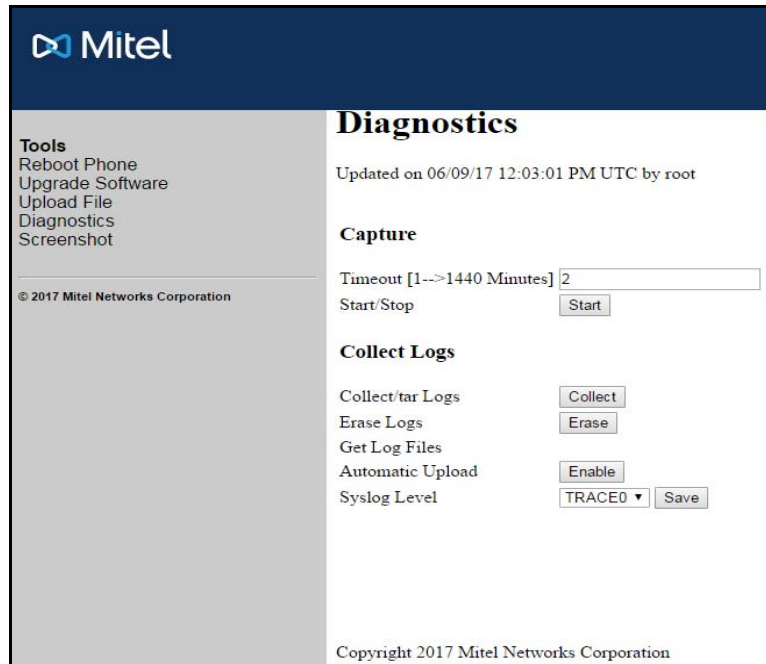 Mitel
Tools
Reboot Phone
Upgrade Software
Upload File
Diagnostics
Screenshot
© 2017 Mitel Networks Corporation
Diagnostics
Updated on 06/09/17 12:03:01 PM UTC by root
Capture
Timeout [1-->1440 Minutes] 2
Start/Stop Start
Collect Logs
Collect/tar Logs Collect
Erase Logs Erase
Get Log Files
Automatic Upload Enable
Syslog Level TRACE0 Save
Copyright 2017 Mitel Networks Corporation